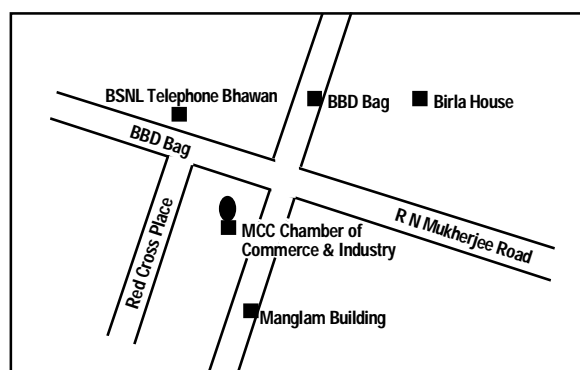 BSNL Telephone Bhawan
BBD Bag
Birla House
BBD Bag
Red Cross Place
MCC Chamber of
Commerce & Industry
R N Mukherjee Road
Manglam Building